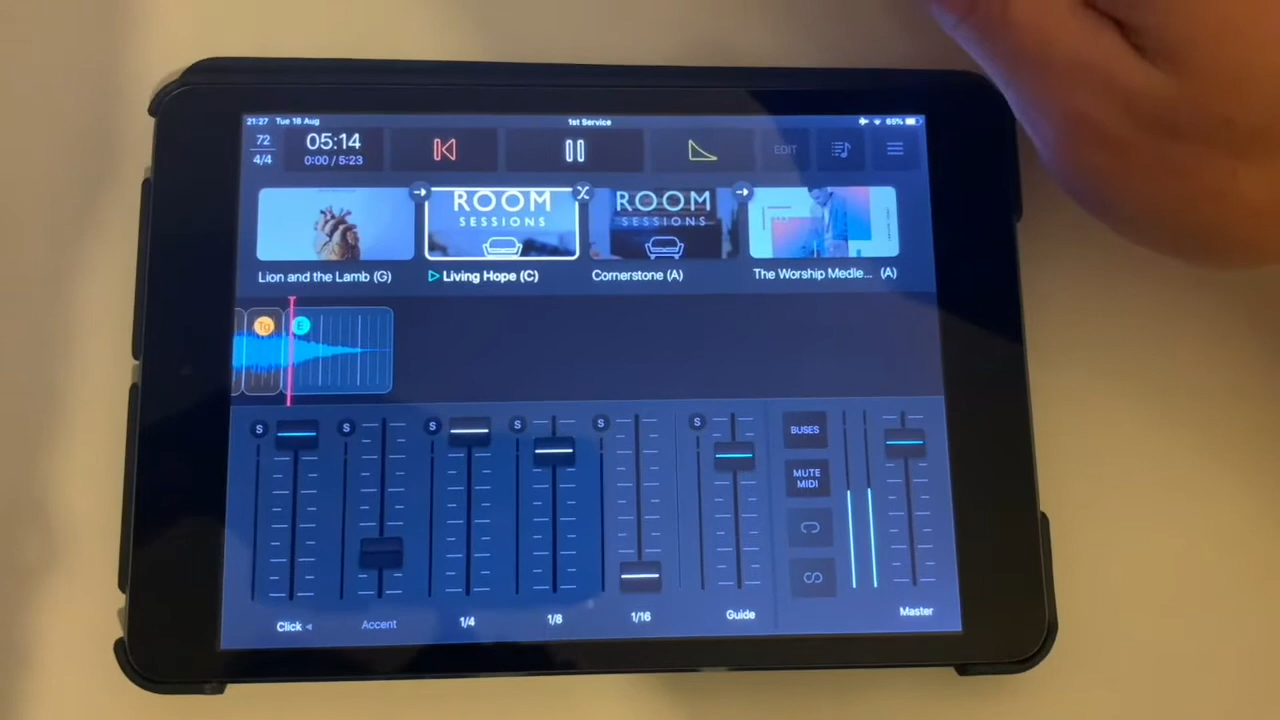 21:27 Tue 18 Aug
1st Service
65%
72
4/4
05:14
0:00 / 5:23
EDIT
ROOM
SESSIONS
ROOM
SESSIONS
Lion and the Lamb (G)
Living Hope (C)
Cornerstone (A)
The Worship Medle... (A)
Tg
E
S
S
S
S
S
S
BUSES
MUTE
MIDI
Click
Accent
1/4
1/8
1/16
Guide
Master